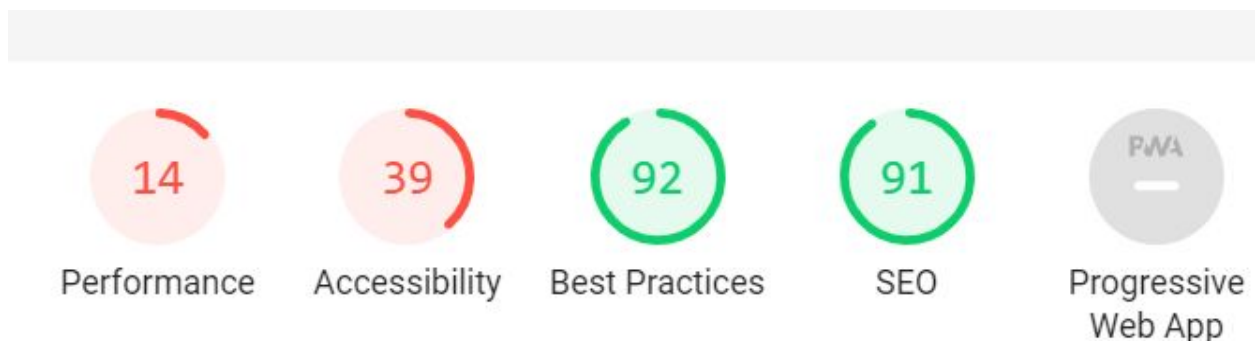 14 39 92 91 PWA
Performance Accessibility Best Practices SEO Progressive
Web App